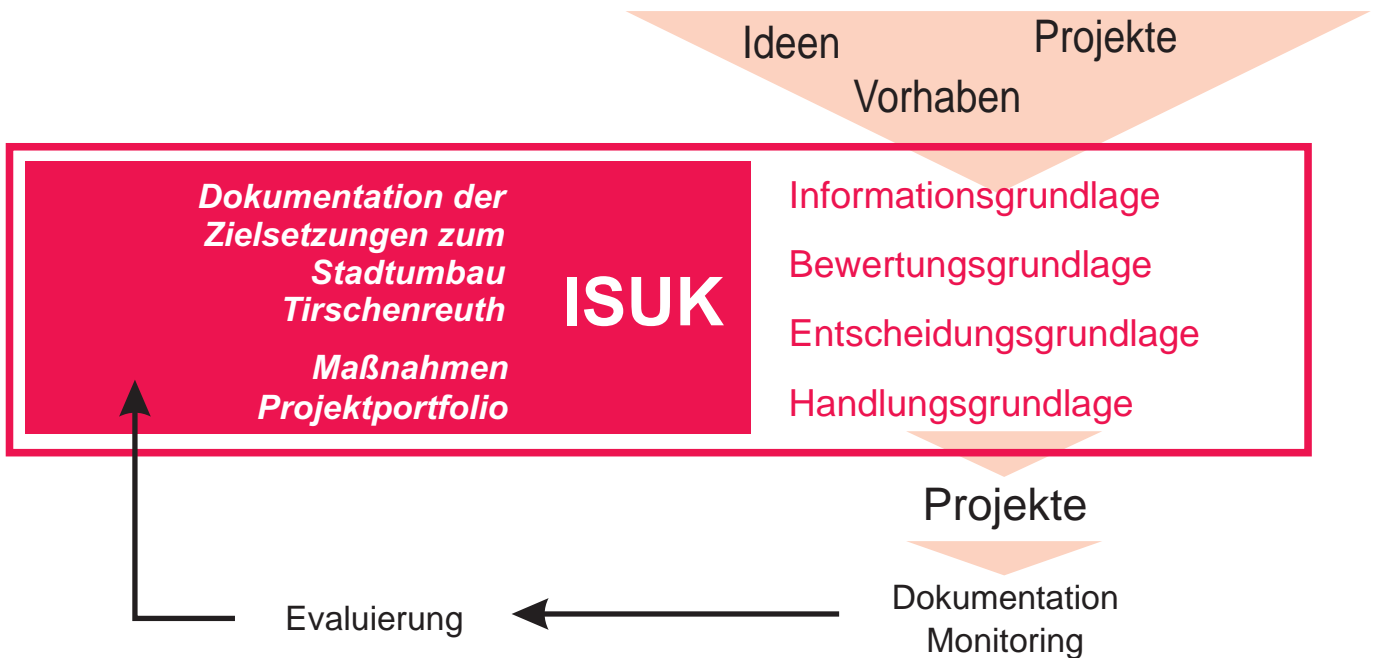 Ideen
Projekte
Vorhaben
Dokumentation der
Zielsetzungen zum
Stadtumbau
Tirschenreuth
Maßnahmen
Projektportfolio
ISUK
Informationsgrundlage
Bewertungsgrundlage
Entscheidungsgrundlage
Handlungsgrundlage
Projekte
Dokumentation
Monitoring
Evaluierung